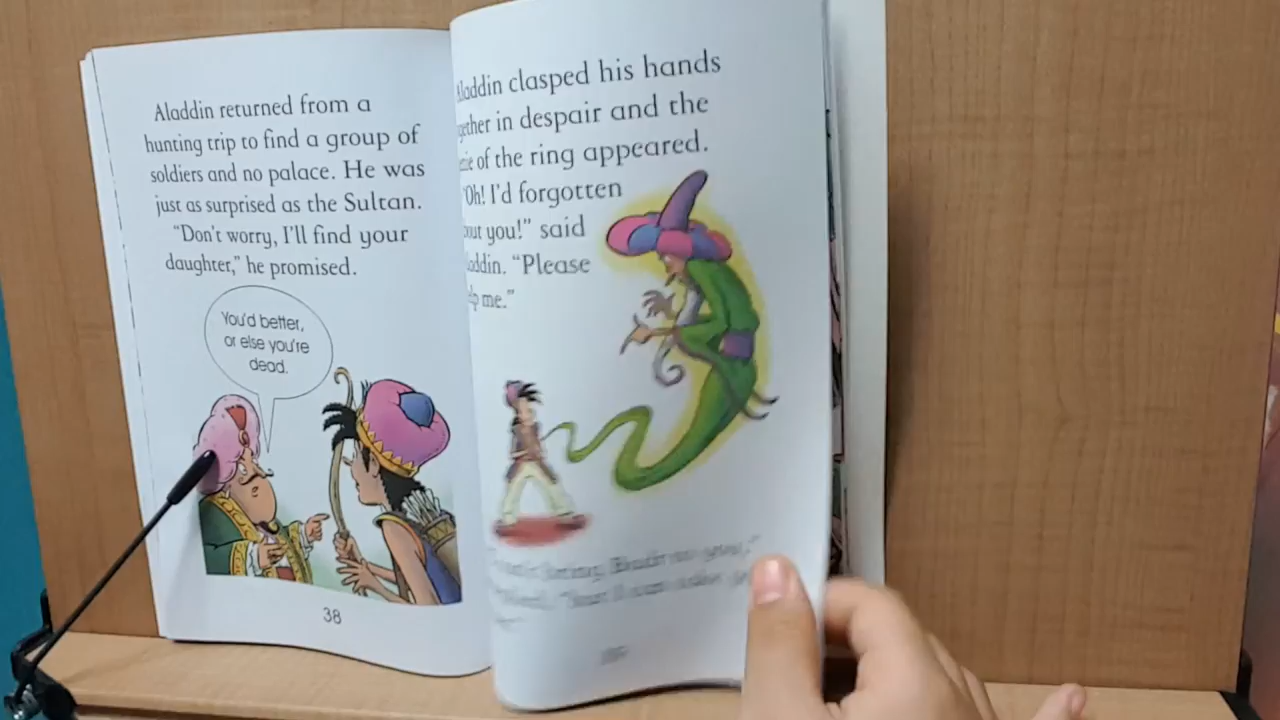 Aladdin returned from a
hunting trip to find a group of
soldiers and no palace. He was
just as surprised as the Sultan.
"Don't worry, I'll find your
daughter," he promised.
You'd better,
or else you're
dead.
38
Aladdin clasped his hands
in despair and the
of the ring appeared.
"Oh! I'd forgotten
you!" said
"Please
me."